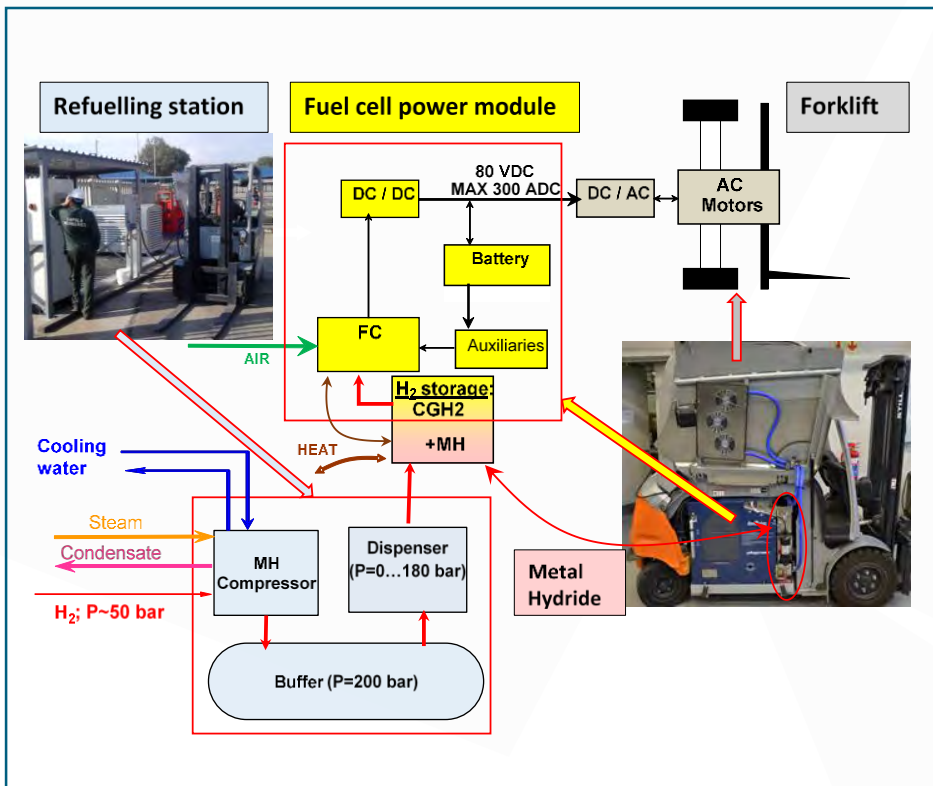 Refuelling station
Fuel cell power module
Forklift
80 VDC
MAX 300 ADC
DC / DC
DC / AC
AC
Motors
Battery
FC
Auxiliaries
AIR
H₂ storage:
CGH2
+MH
HEAT
Cooling
water
Steam
Condensate
H₂; P~50 bar
MH
Compressor
Dispenser
(P=0...180 bar)
Buffer (P=200 bar)
Metal
Hydride
STILL